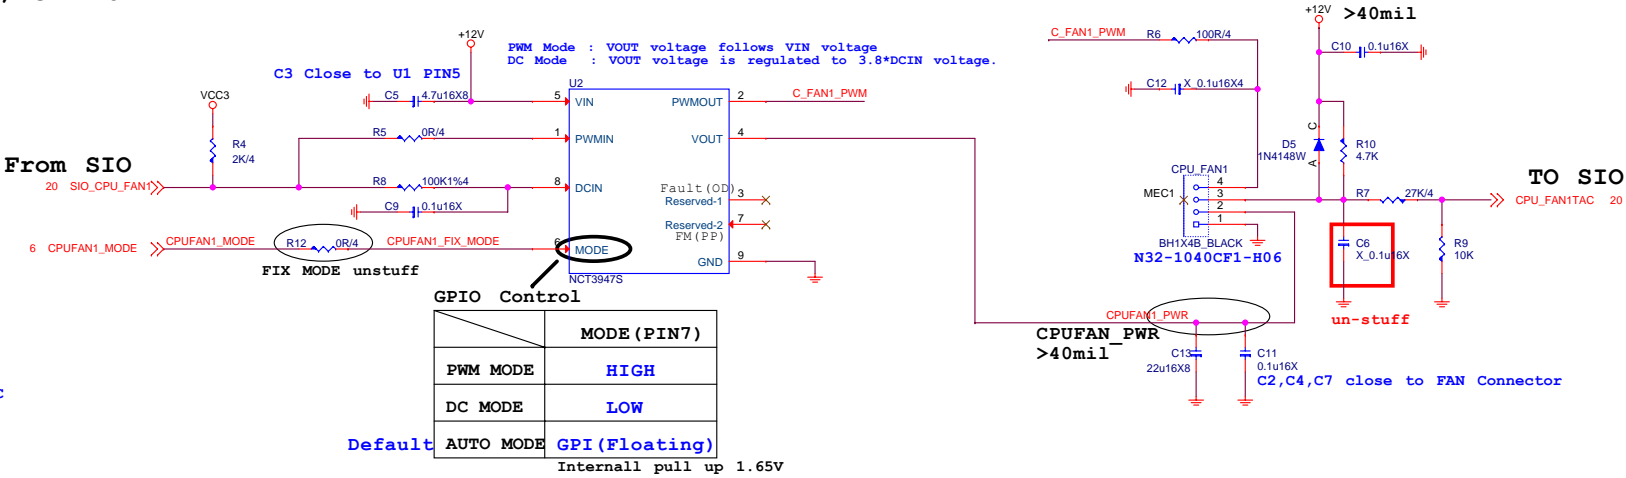 +12V
>40mil
C_FAN1_PWM
R6
100R/4
+12V
PWM Mode : VOUT voltage follows VIN voltage
DC Mode : VOUT voltage is regulated to 3.8*DCIN voltage.
C10
0.1u16X
C3 Close to U1 PIN5
U2
C12
X_0.1u16X4
VCC3
C5
4.7u16X8
5
VIN
PWMOUT
2
C_FAN1_PWM
R5
0R/4
1
PWMIN
VOUT
4
R4
2K/4
C
D5
1N4148W
A
R10
4.7K
From SIO
20 SIO_CPU_FAN1
R8
100K1%4
8
DCIN
Fault(OD)
Reserved-1
3
CPU_FAN1
MEC1
4
3
2
1
R7
27K/4
TO SIO
CPU_FAN1TAC 20
C9
0.1u16X
Reserved-2
FM(PP)
7
6 CPUFAN1_MODE
CPUFAN1_MODE
R12
0R/4
CPUFAN1_FIX_MODE
6
MODE
BH1X4B_BLACK
N32-1040CF1-H06
C6
X_0.1u16X
R9
10K
FIX MODE unstuff
GND
9
NCT3947S
GPIO Control
MODE(PIN7)
PWM MODE
HIGH
DC MODE
LOW
Default
AUTO MODE
GPI(Floating)
Internall pull up 1.65V
CPUFAN1_PWR
CPUFAN_PWR
>40mil
un-stuff
C13
22u16X8
C11
0.1u16X
C2,C4,C7 close to FAN Connector